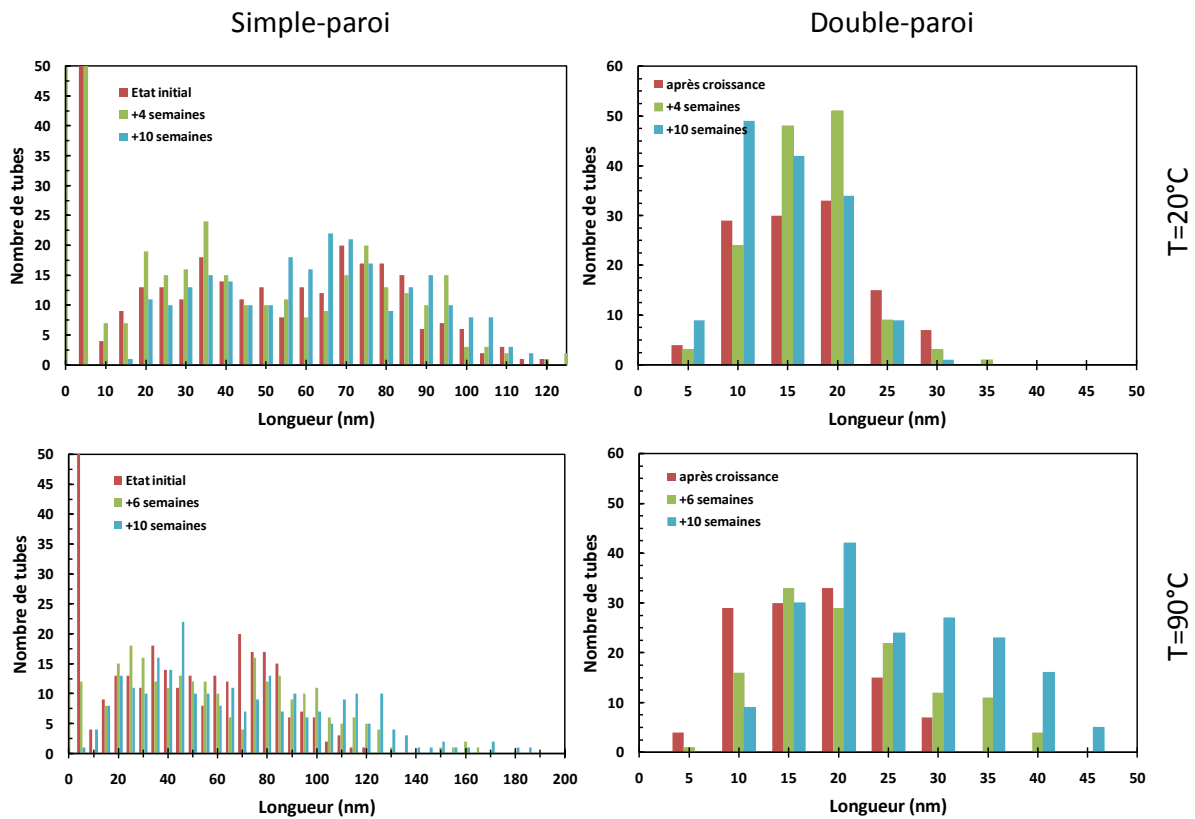 Simple-paroi
Double-paroi
50
45
40
35
30
25
20
15
10
5
0
Nombre de tubes
Etat initial
+4 semaines
+10 semaines
0 10 20 30 40 50 60 70 80 90 100 110 120
Longueur (nm)
60
50
40
30
20
10
0
Nombre de tubes
après croissance
+4 semaines
+10 semaines
0 5 10 15 20 25 30 35 40 45 50
Longueur (nm)
T=20°C
50
45
40
35
30
25
20
15
10
5
0
Nombre de tubes
Etat initial
+6 semaines
+10 semaines
0 20 40 60 80 100 120 140 160 180 200
Longueur (nm)
60
50
40
30
20
10
0
Nombre de tubes
après croissance
+6 semaines
+10 semaines
0 5 10 15 20 25 30 35 40 45 50
Longueur (nm)
T=90°C